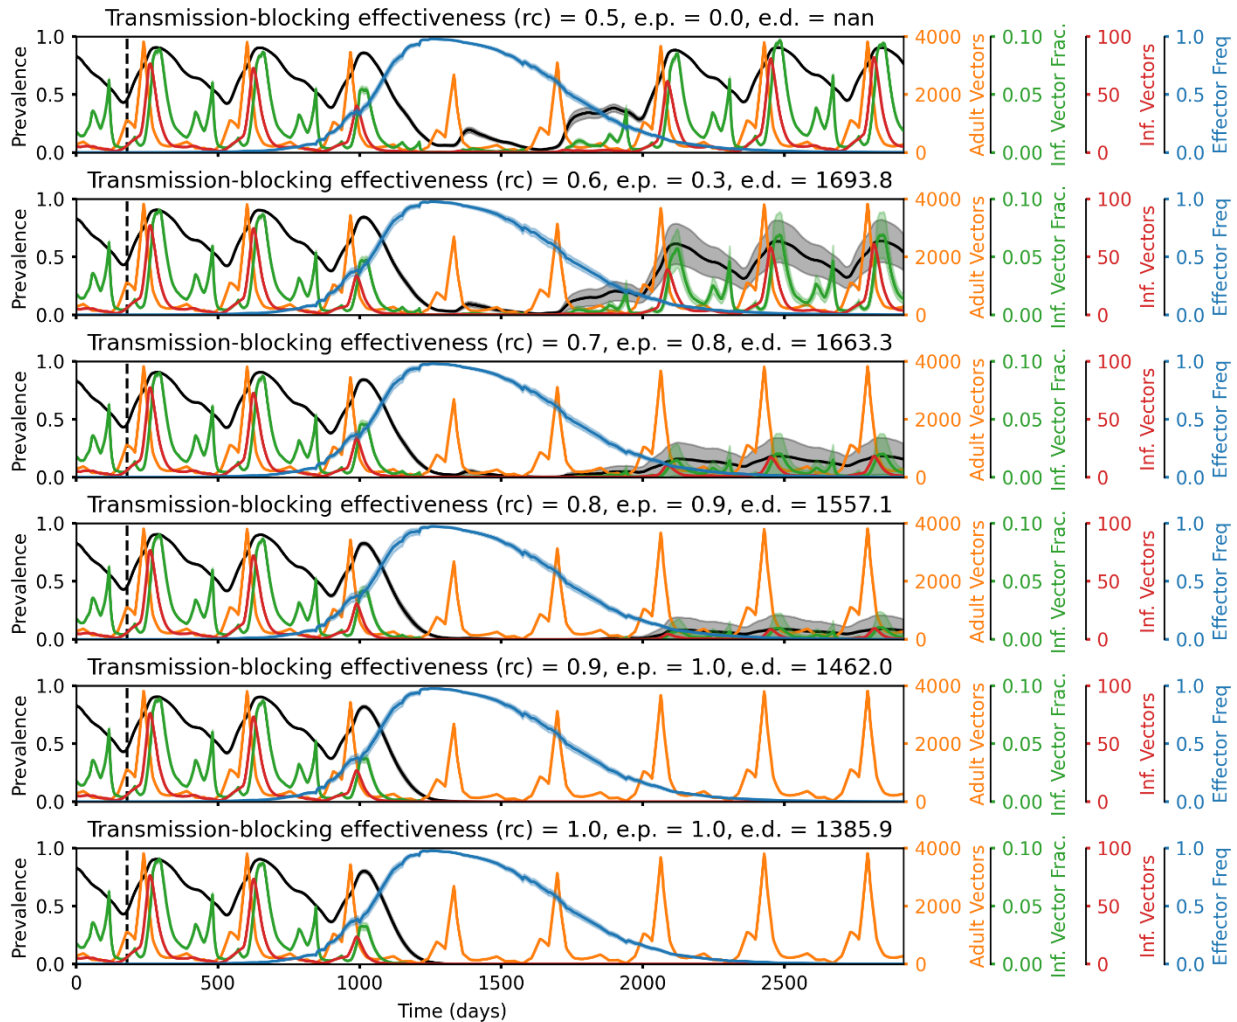 Transmission-blocking effectiveness (rc) = 0.5, e.p. = 0.0, e.d. = nan
1.0 4000 0.10 100 1.0
0.5 2000 0.05 50 0.5
0.0 0 0.00 0 0.0
Prevalence Adult Vectors Inf. Vector Frac. Inf. Vectors Effector Freq
Transmission-blocking effectiveness (rc) = 0.6, e.p. = 0.3, e.d. = 1693.8
1.0 4000 0.10 100 1.0
0.5 2000 0.05 50 0.5
0.0 0 0.00 0 0.0
Prevalence Adult Vectors Inf. Vector Frac. Inf. Vectors Effector Freq
Transmission-blocking effectiveness (rc) = 0.7, e.p. = 0.8, e.d. = 1663.3
1.0 4000 0.10 100 1.0
0.5 2000 0.05 50 0.5
0.0 0 0.00 0 0.0
Prevalence Adult Vectors Inf. Vector Frac. Inf. Vectors Effector Freq
Transmission-blocking effectiveness (rc) = 0.8, e.p. = 0.9, e.d. = 1557.1
1.0 4000 0.10 100 1.0
0.5 2000 0.05 50 0.5
0.0 0 0.00 0 0.0
Prevalence Adult Vectors Inf. Vector Frac. Inf. Vectors Effector Freq
Transmission-blocking effectiveness (rc) = 0.9, e.p. = 1.0, e.d. = 1462.0
1.0 4000 0.10 100 1.0
0.5 2000 0.05 50 0.5
0.0 0 0.00 0 0.0
Prevalence Adult Vectors Inf. Vector Frac. Inf. Vectors Effector Freq
Transmission-blocking effectiveness (rc) = 1.0, e.p. = 1.0, e.d. = 1385.9
1.0 4000 0.10 100 1.0
0.5 2000 0.05 50 0.5
0.0 0 0.00 0 0.0
Prevalence Adult Vectors Inf. Vector Frac. Inf. Vectors Effector Freq
0 500 1000 1500 2000 2500
Time (days)